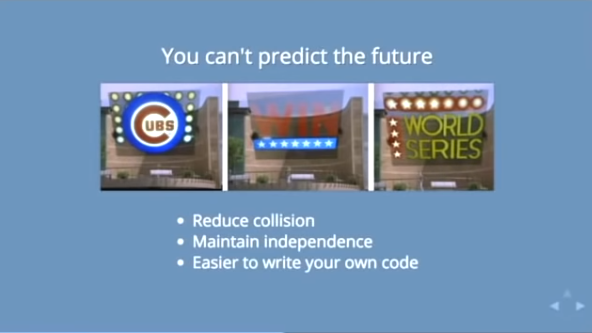 You can't predict the future
CUBS
WIN
WORLD
SERIES
Reduce collision
Maintain independence
Easier to write your own code